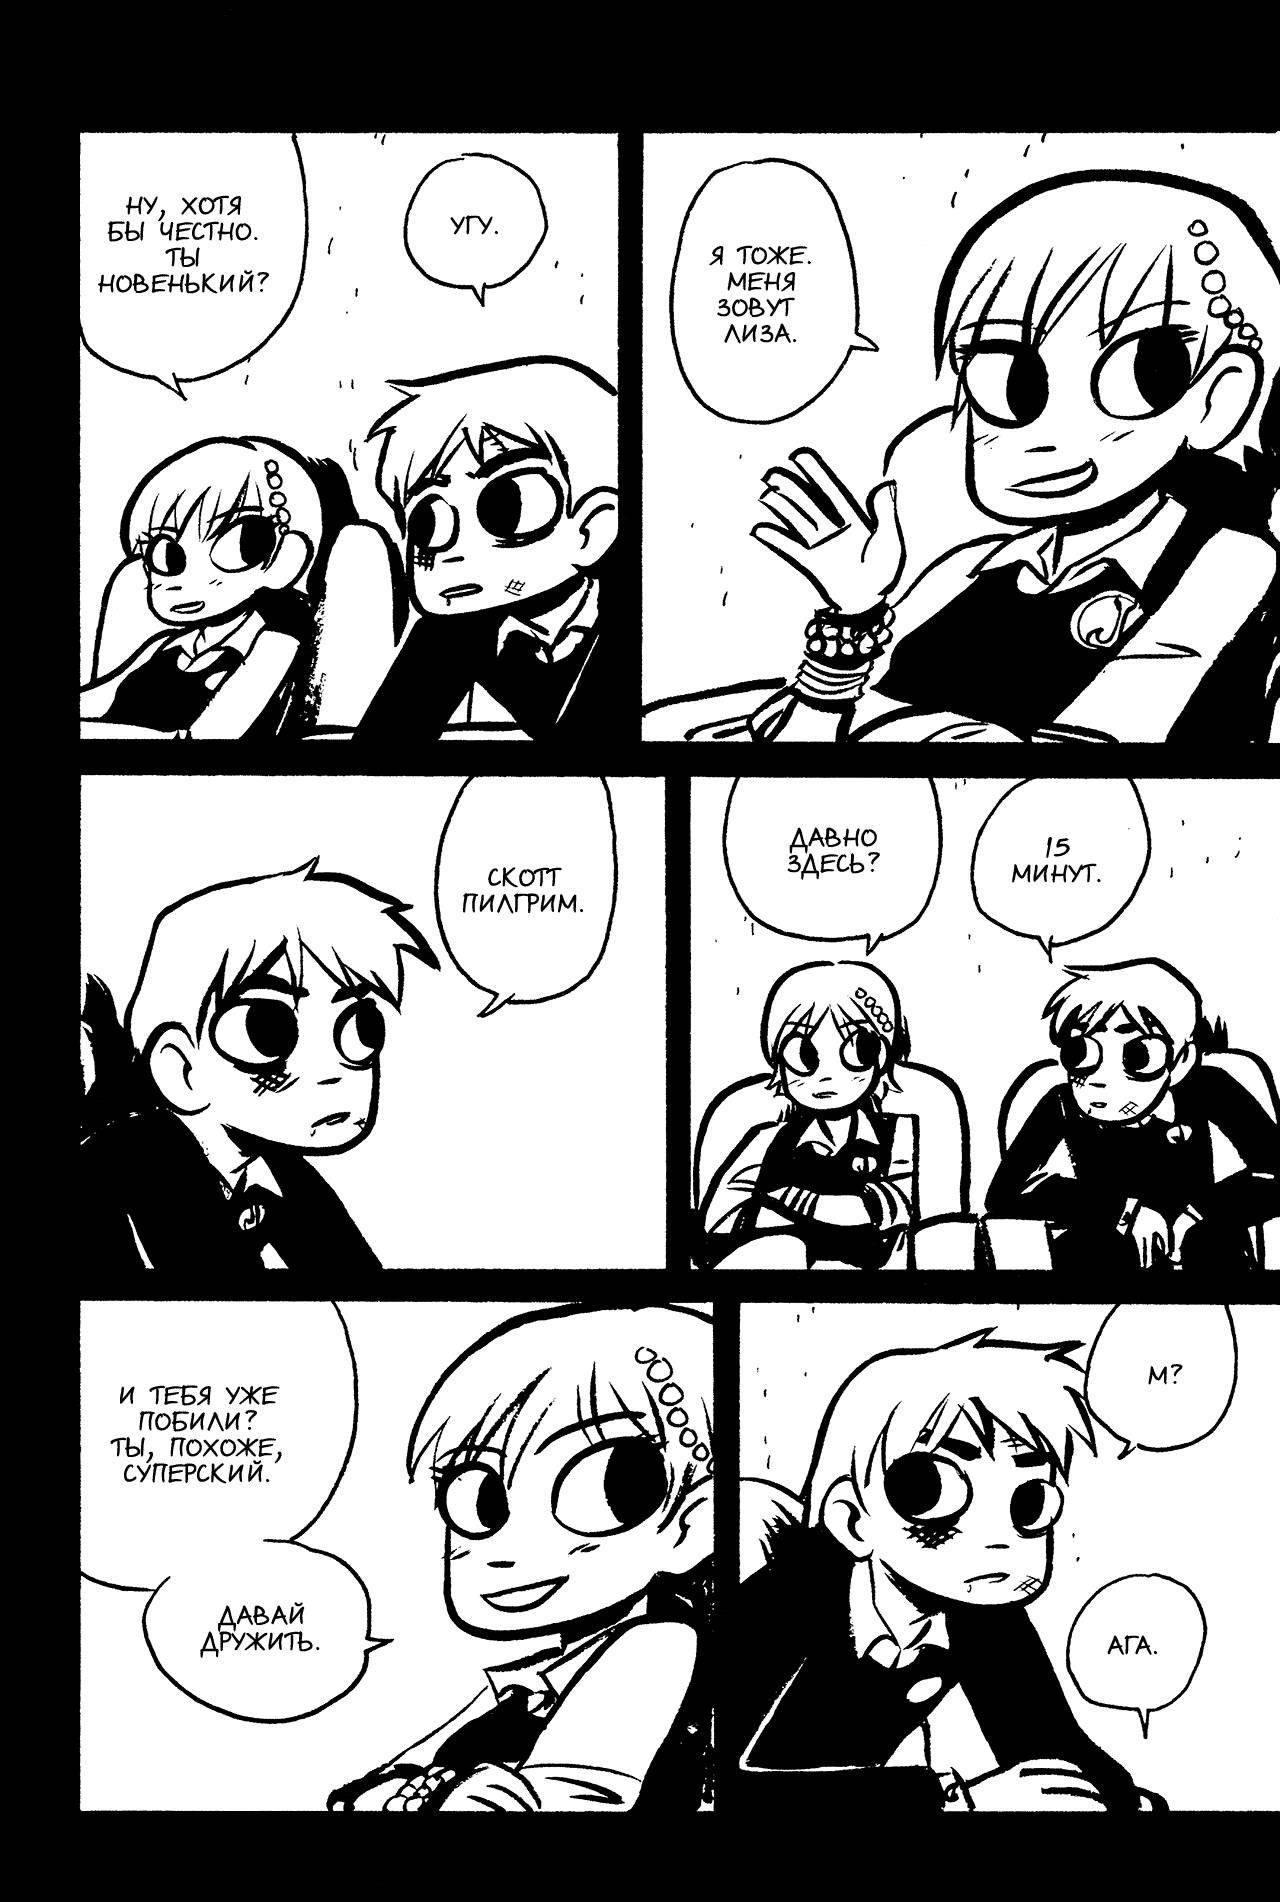 НУ, ХОТЯ
БЫ ЧЕСТНО.
ТЫ
НОВЕНЬКИЙ?
УГУ.
Я ТОЖЕ.
МЕНЯ
ЗОВУТ
ЛИЗА.
СКОТТ
ПИЛГРИМ.
ДАВНО
ЗДЕСЬ?
15
МИНУТ.
И ТЕБЯ УЖЕ
ПОБИЛИ?
ТЫ, ПОХОЖЕ,
СУПЕРСКИЙ.
ДАВАЙ
ДРУЖИТЬ.
М?
АГА.